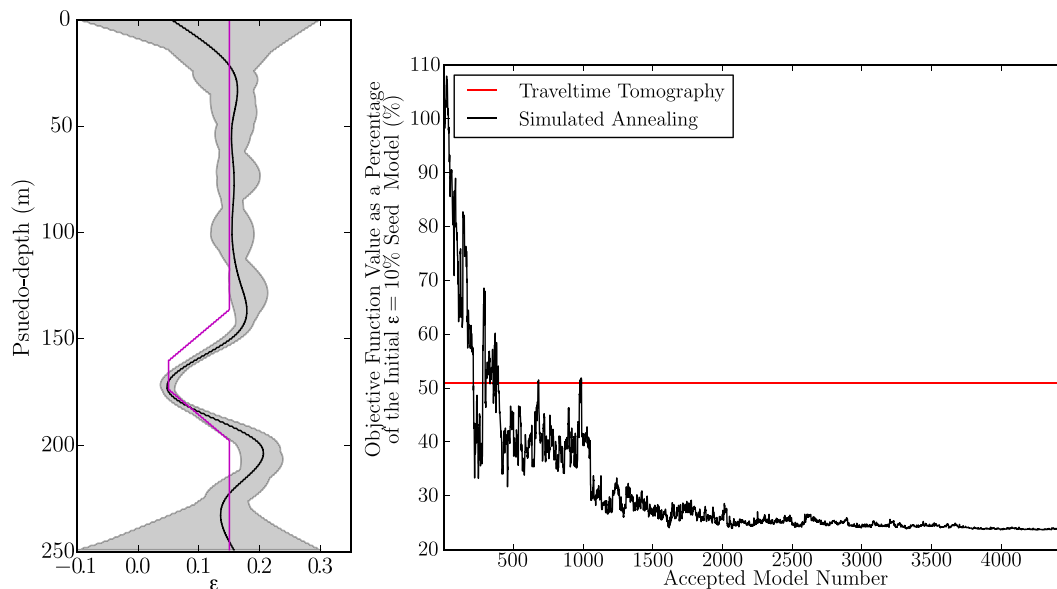 0
50
100
150
200
250
Psuedo-depth (m)
−0.1 0.0 0.1 0.2 0.3
ε
110
100
90
80
70
60
50
40
30
20
Objective Function Value as a Percentage
of the Initial ε = 10% Seed Model (%)
Traveltime Tomography
Simulated Annealing
500 1000 1500 2000 2500 3000 3500 4000
Accepted Model Number